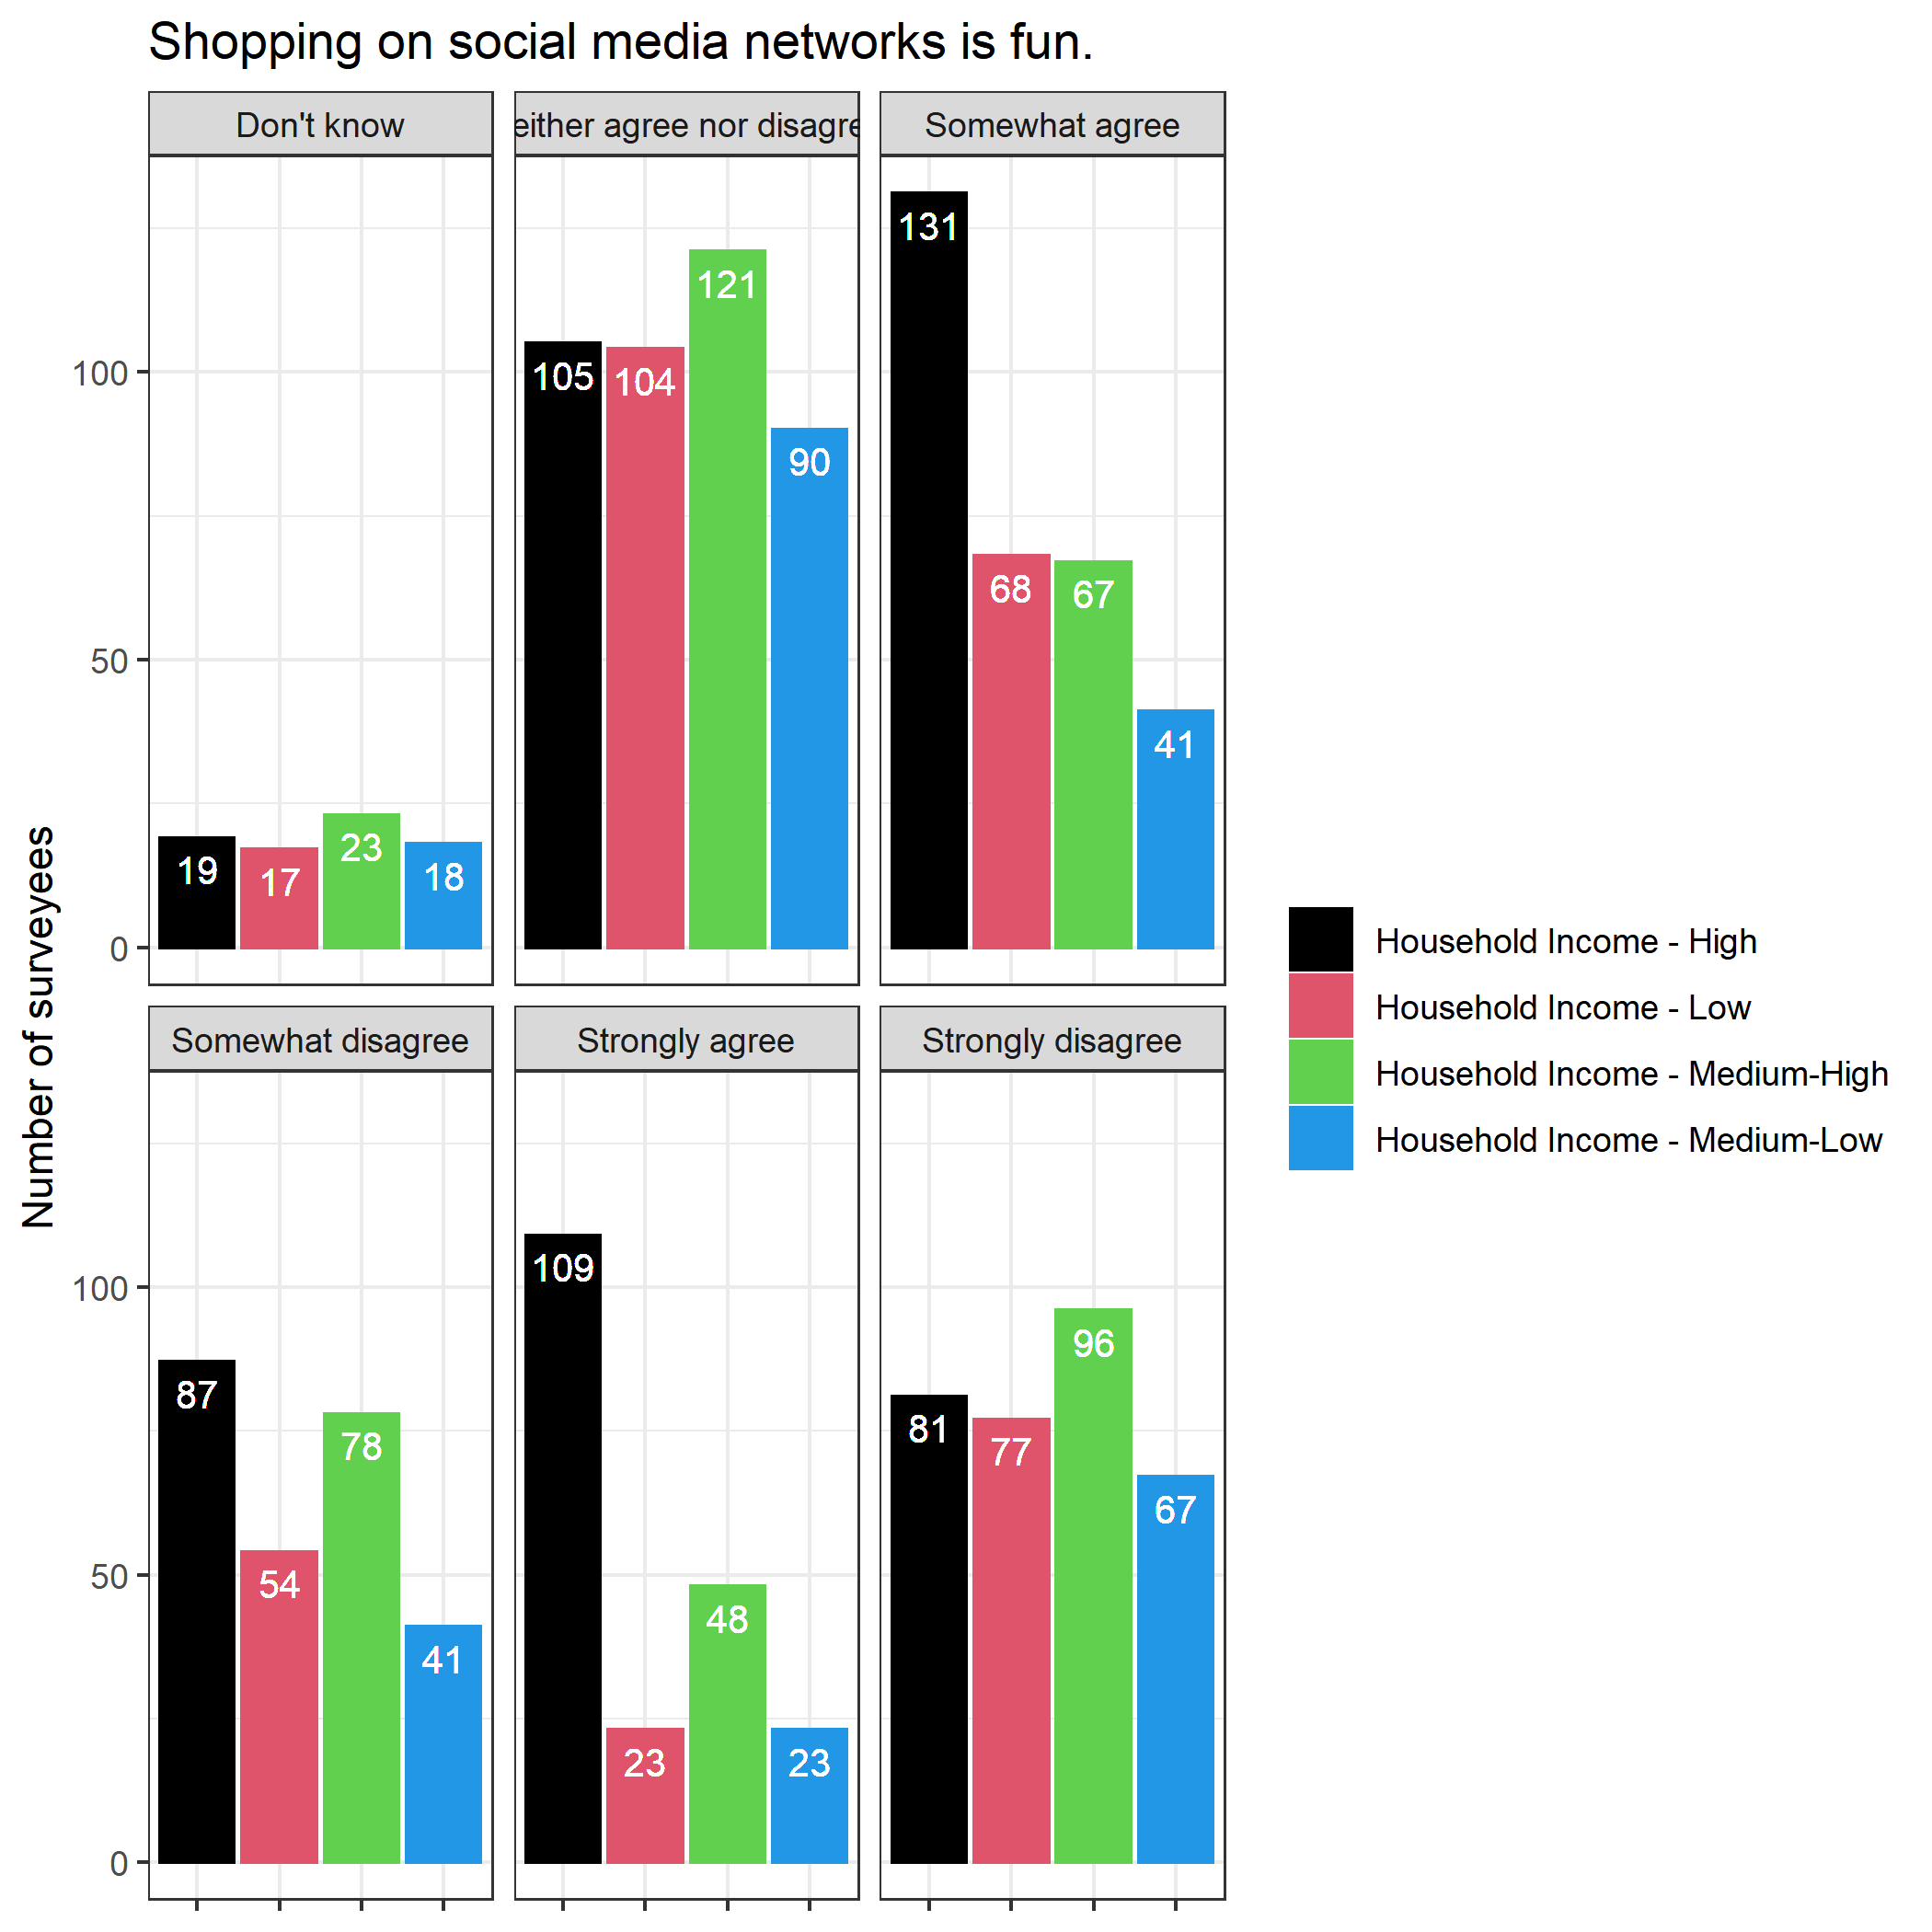 Shopping on social media networks is fun.
Don't know
either agree nor disagre
Somewhat agree
131
121
105
104
90
68
67
41
19
17
23
18
100
50
0
Number of surveyees
Household Income - High
Household Income - Low
Household Income - Medium-High
Household Income - Medium-Low
Somewhat disagree
Strongly agree
Strongly disagree
87
54
78
41
109
23
48
23
81
77
96
67
100
50
0